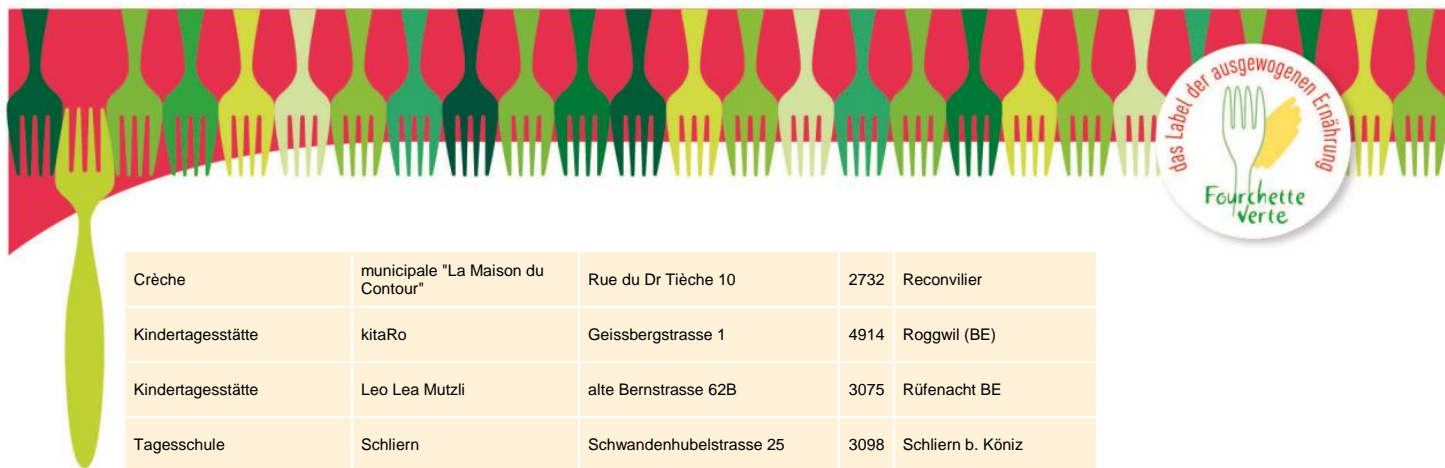 das Label der ausgewogenen Ernährung
Fourchette
verte
Crèche municipale "La Maison du Contour" Rue du Dr Tièche 10 2732 Reconvilier
Kindertagesstätte kitaRo Geissbergstrasse 1 4914 Roggwil (BE)
Kindertagesstätte Leo Lea Mutzli alte Bernstrasse 62B 3075 Rüfenacht BE
Tagesschule Schliern Schwandenhubelstrasse 25 3098 Schliern b. Köniz